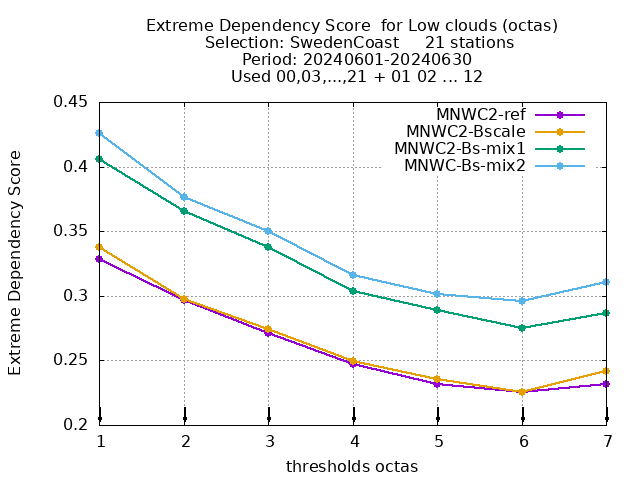 Extreme Dependency Score  for Low clouds (octas)
Selection: SwedenCoast     21 stations
Period: 20240601-20240630
Used 00,03,...,21 + 01 02 ... 12
MNWC2-ref
MNWC2-Bscale
MNWC2-Bs-mix1
MNWC-Bs-mix2
Extreme Dependency Score
0.45
0.4
0.35
0.3
0.25
0.2
1 2 3 4 5 6 7
thresholds octas